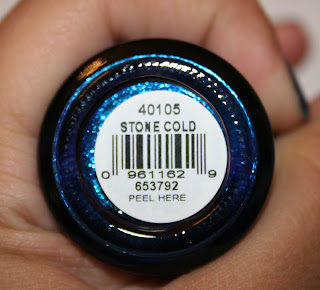 40105
STONE COLD
0 961162 9
653792
PEEL HERE